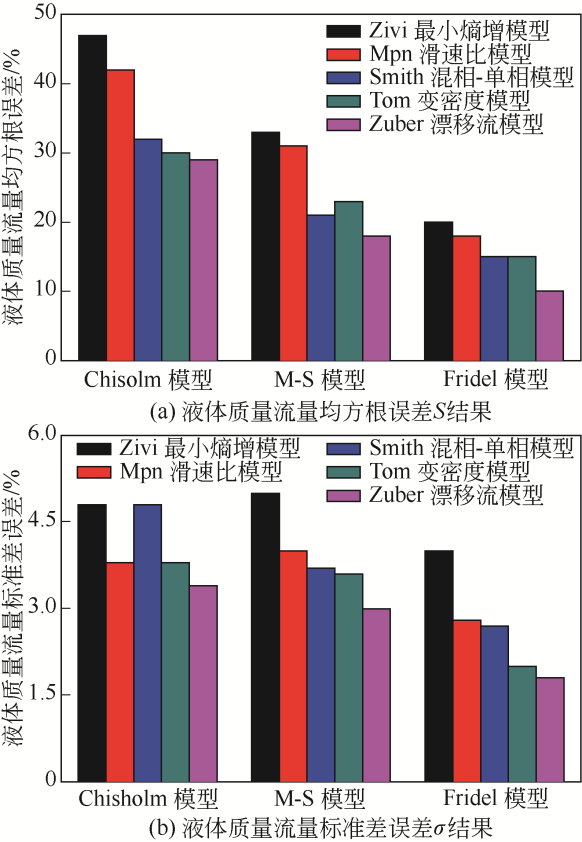 液体质量流量均方根误差/%
50
40
30
20
10
0
Zivi 最小熵增模型
Mpn 滑速比模型
Smith 混相-单相模型
Tom 变密度模型
Zuber 漂移流模型
Chisolm 模型
M-S 模型
Fridel 模型
(a) 液体质量流量均方根误差S结果
液体质量流量标准差误差/%
6.0
4.5
3.0
1.5
0
Zivi 最小熵增模型
Mpn 滑速比模型
Smith 混相-单相模型
Tom 变密度模型
Zuber 漂移流模型
Chisholm 模型
M-S 模型
Fridel 模型
(b) 液体质量流量标准差误差σ结果